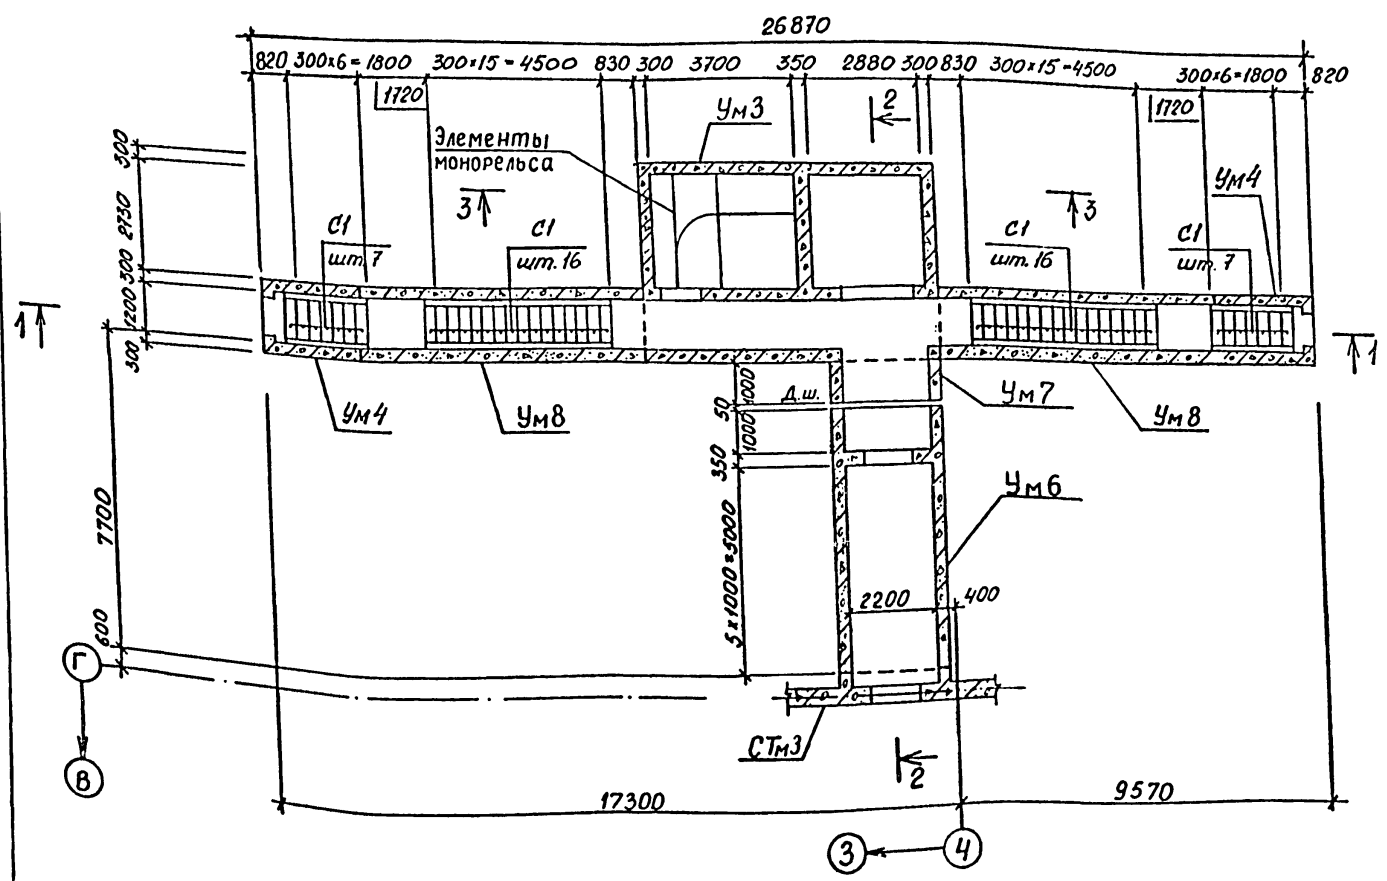 26870
820 300×6=1800 300×15=4500 830 300 3700 350 2880 300 830 300×15=4500 300×6=1800 820
1720
1720
2
Ум3
Элементы
монорельса
3
3
Ум4
С1
шт.7
С1
шт.16
С1
шт.16
С1
шт.7
300
2730
300
1200
300
1
1
Ум4
Ум8
Д.ш.
Ум7
Ум8
1000
50
1000
350
5×1000=5000
Ум6
7700
600
2200
400
Г
В
СТм3
2
17300
9570
3
4